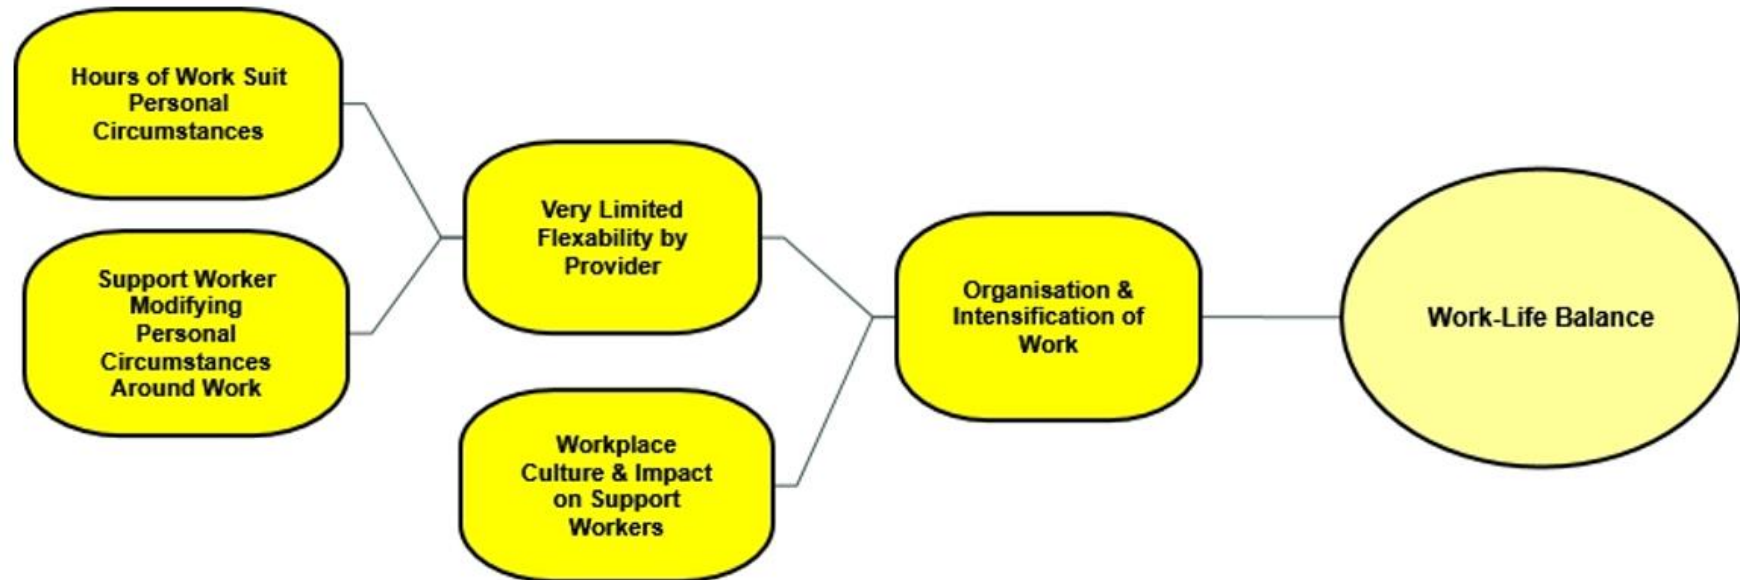 Hours of Work Suit
Personal
Circumstances
Support Worker
Modifying
Personal
Circumstances
Around Work
Very Limited
Flexability by
Provider
Workplace
Culture & Impact
on Support
Workers
Organisation &
Intensification of
Work
Work-Life Balance